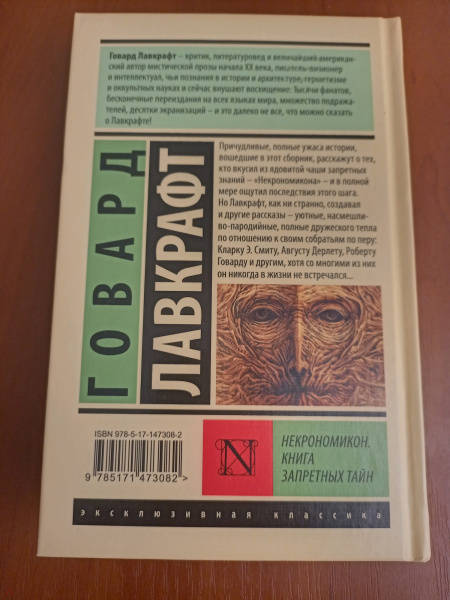 Говард Лавкрафт – критик, литературовед и величайший американ-
ский автор мистической прозы начала XX века, писатель-визионер
и интеллектуал, чьи познания в истории и архитектуре, герметизме
и оккультных науках и сейчас внушают восхищение. Тысячи фанатов,
бесконечные переиздания на всех языках мира, множество подража-
телей, десятки экранизаций – и это далеко не все, что можно сказать
о Лавкрафте!
ГОВАРД
ЛАВКРАФТ
Причудливые, полные ужаса истории,
вошедшие в этот сборник, расскажут о тех,
кто вкусил из ядовитой чаши запретных
знаний – «Некрономикона» – и в полной
мере ощутил последствия этого шага.
Но Лавкрафт, как ни странно, создавал
и другие рассказы – уютные, насмешли-
во-пародийные, полные дружеского тепла
по отношению к своим собратьям по перу:
Кларку Э. Смиту, Августу Дерлету, Роберту
Говарду и другим, хотя со многими из них
он никогда в жизни не встречался...
ISBN 978-5-17-147308-2
9 785171 473082 >
N
НЕКРОНОМИКОН.
КНИГА
ЗАПРЕТНЫХ ТАЙН
эксклюзивная классика